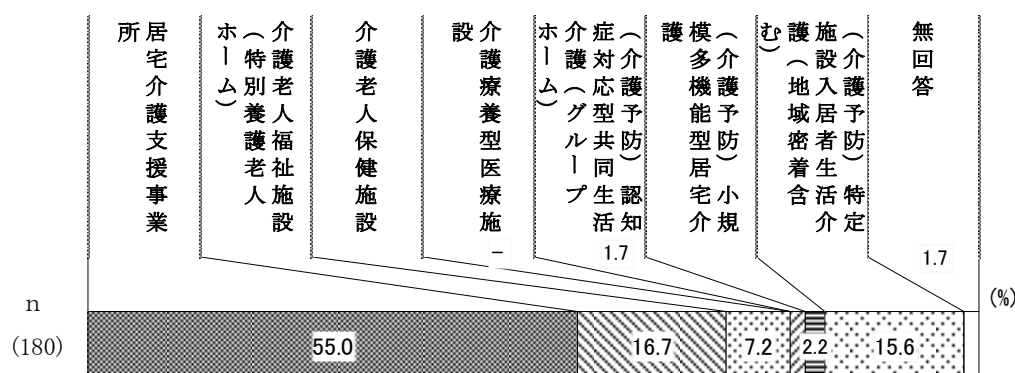 居宅介護支援事業
所
介護老人福祉施設
（特別養護老人
ホーム）
介護老人保健施設
介護療養型医療施
設
（介護予防）認知
症対応型共同生活
介護（グループ
ホーム）
（介護予防）小規
模多機能型居宅介
護
（介護予防）特定
施設入居者生活介
護（地域密着含
む）
無回答
－
1.7
1.7
(%)
n
(180)
55.0
16.7
7.2
2.2
15.6